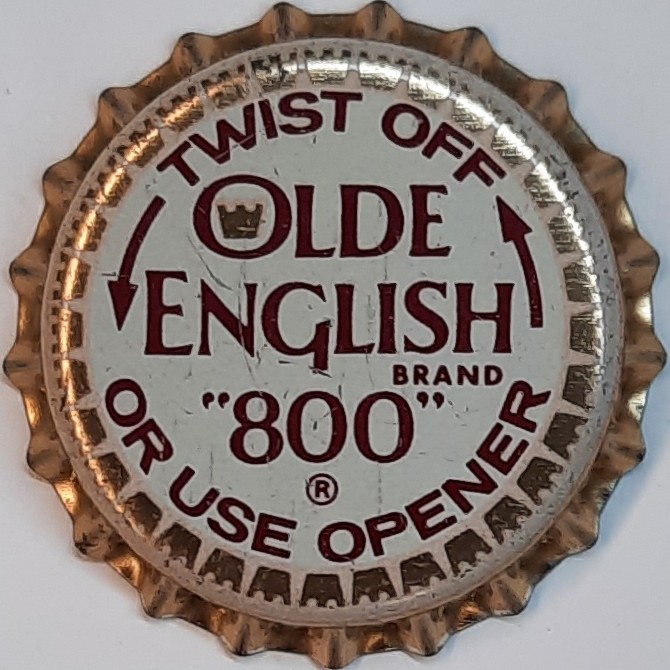 TWIST OFF
OLDE
ENGLISH
BRAND
"800"
®
OR USE OPENER